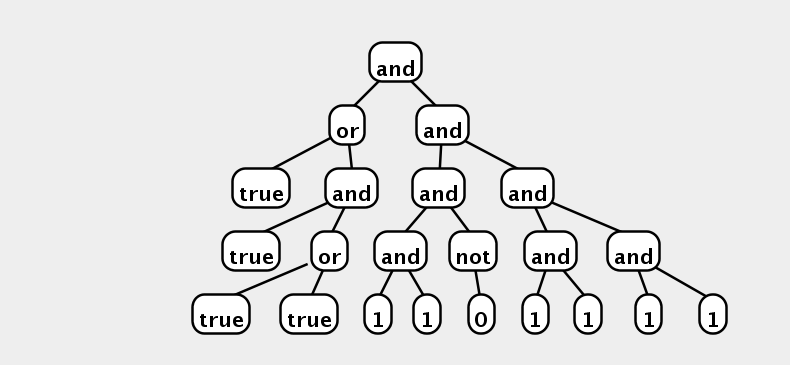 and
or and
true and and and
true or and not and and
true true 1 1 0 1 1 1 1